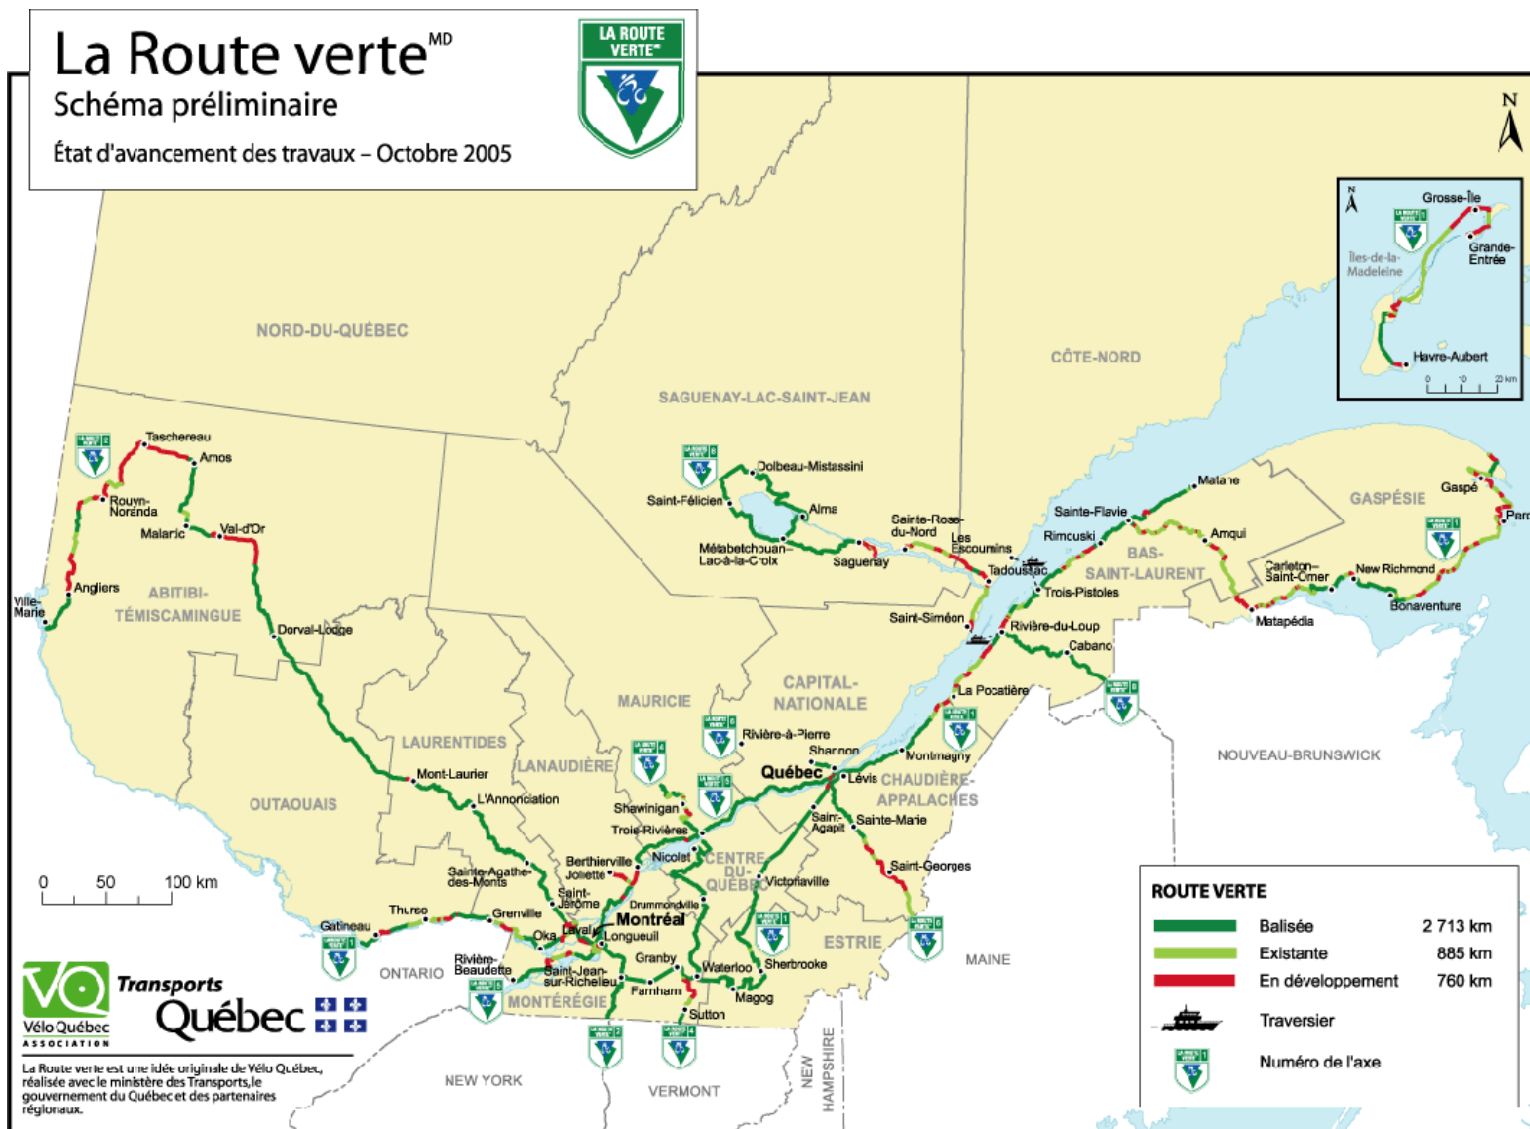 La Route verte MD
Schéma préliminaire
État d'avancement des travaux – Octobre 2005
LA ROUTE
VERTE
N
N
Grosse-Île
Grande-
Entrée
Îles-de-la-
Madeleine
Havre-Aubert
0 10 20 km
NORD-DU-QUÉBEC
CÔTE-NORD
SAGUENAY-LAC-SAINT-JEAN
Taschereau
Amos
Rouyn-
Noranda
Malartic
Val-d'Or
Angliers
Ville-
Marie
ABITIBI-
TÉMISCAMINGUE
Dorval-Lodge
Dolbeau-Mistassini
Saint-Félicien
Alma
Métabetchouan–
Lac-à-la-Croix
Saguenay
Sainte-Rose-
du-Nord
Les
Escoumins
Tadoussac
Saint-Siméon
Matane
Sainte-Flavie
Rimouski
Amqui
BAS-
SAINT-LAURENT
Trois-Pistoles
Rivière-du-Loup
Cabano
GASPÉSIE
Gaspé
Perc
Carleton–
Saint-Omer
New Richmond
Bonaventure
Matapédia
La Pocatière
Montmagny
CAPITAL-
NATIONALE
MAURICIE
Rivière-à-Pierre
Shannon
Québec
Lévis
CHAUDIÈRE-
APPALACHES
NOUVEAU-BRUNSWICK
LAURENTIDES
LANAUDIÈRE
OUTAOUAIS
Mont-Laurier
L'Annonciation
Shawinigan
Trois-Rivières
Nicolet
CENTRE-
DU-
QUÉBEC
Saint-
Agapit
Sainte-Marie
Saint-Georges
Victoriaville
Drummondville
Berthierville
Joliette
Sainte-Agathe-
des-Monts
Saint-
Jérôme
Montréal
Laval
Longueuil
Oka
Grenville
Thurso
Gatineau
0 50 100 km
Rivière-
Beaudette
Saint-Jean-
sur-Richelieu
Granby
Waterloo
Farnham
Magog
Sherbrooke
Sutton
ESTRIE
MONTÉRÉGIE
ONTARIO
MAINE
NEW YORK
VERMONT
NEW
HAMPSHIRE
ROUTE VERTE
Balisée 2 713 km
Existante 885 km
En développement 760 km
Traversier
Numéro de l'axe
VQ
Vélo Québec
ASSOCIATION
Transports
Québec
La Route verte est une idée originale de Vélo Québec,
réalisée avec le ministère des Transports, le
gouvernement du Québec et des partenaires
régionaux.